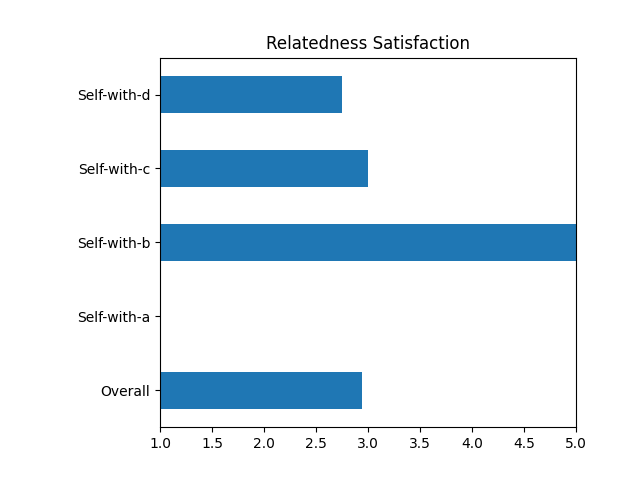 Relatedness Satisfaction
Self-with-d
Self-with-c
Self-with-b
Self-with-a
Overall
1.0 1.5 2.0 2.5 3.0 3.5 4.0 4.5 5.0